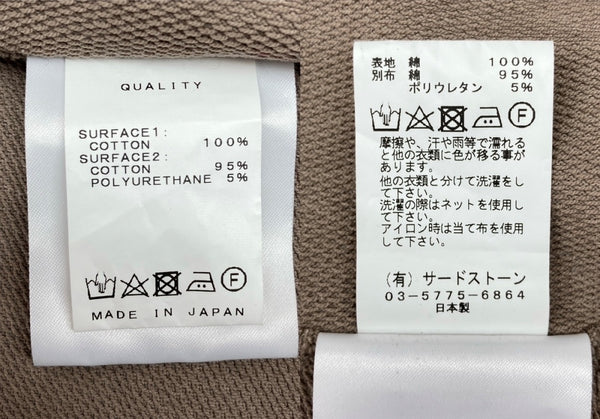 QUALITY
SURFACE1:
COTTON 100%
SURFACE2:
COTTON 95%
POLYURETHANE 5%
F
MADE IN JAPAN
表地 綿 100%
別布 綿 95%
ポリウレタン 5%
F
摩擦や、汗や雨等で濡れる
と他の衣類に色が移る事が
あります。
他の衣類と分けて洗濯をし
て下さい。
洗濯の際はネットを使用し
て下さい。
アイロン時は当て布を使用
して下さい。
(有) サードストーン
03-5775-6864
日本製